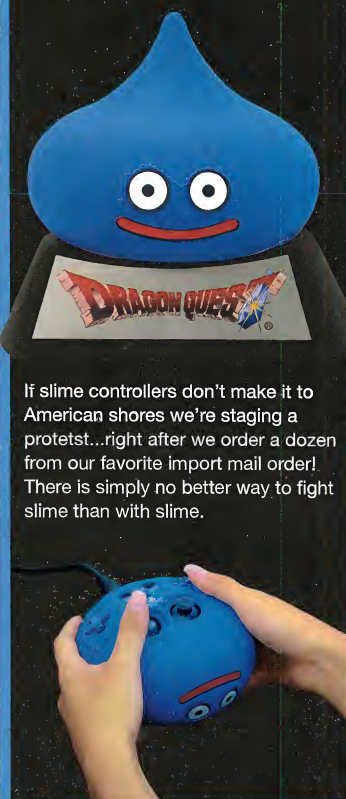 DRAGON QUEST
®
If slime controllers don't make it to
American shores we're staging a
protetst...right after we order a dozen
from our favorite import mail order!
There is simply no better way to fight
slime than with slime.